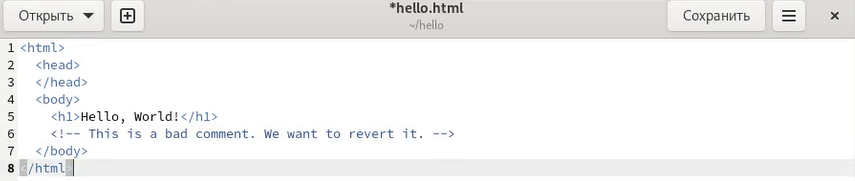 Открыть
*hello.html
~/hello
Сохранить
1 <html>
2   <head>
3   </head>
4   <body>
5     <h1>Hello, World!</h1>
6     <!-- This is a bad comment. We want to revert it. -->
7   </body>
8 </html>